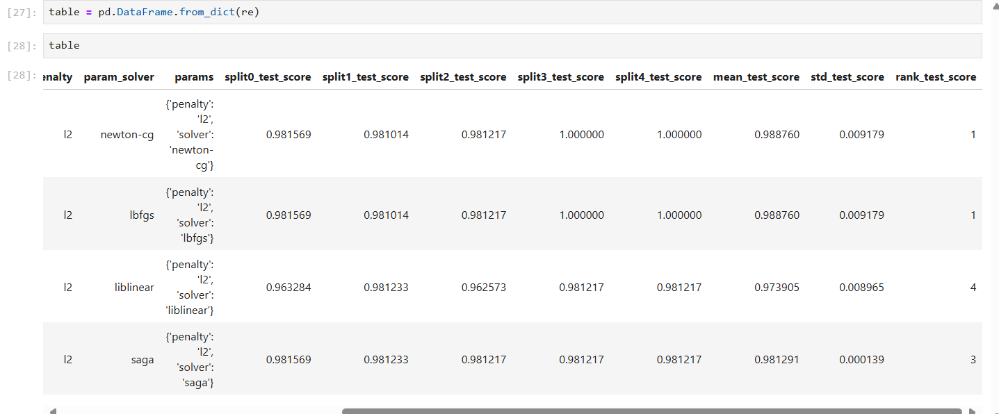 [27]: table = pd.DataFrame.from_dict(re)
[28]: table
[28]: enalty param_solver params split0_test_score split1_test_score split2_test_score split3_test_score split4_test_score mean_test_score std_test_score rank_test_score
{'penalty':
'l2',
l2 newton-cg 'solver': 0.981569 0.981014 0.981217 1.000000 1.000000 0.988760 0.009179 1
'newton-
cg'}
{'penalty':
'l2',
l2 lbfgs 0.981569 0.981014 0.981217 1.000000 1.000000 0.988760 0.009179 1
'solver':
'lbfgs'}
{'penalty':
'l2',
l2 liblinear 0.963284 0.981233 0.962573 0.981217 0.981217 0.973905 0.008965 4
'solver':
'liblinear'}
{'penalty':
'l2',
l2 saga 0.981569 0.981233 0.981217 0.981217 0.981217 0.981291 0.000139 3
'solver':
'saga'}